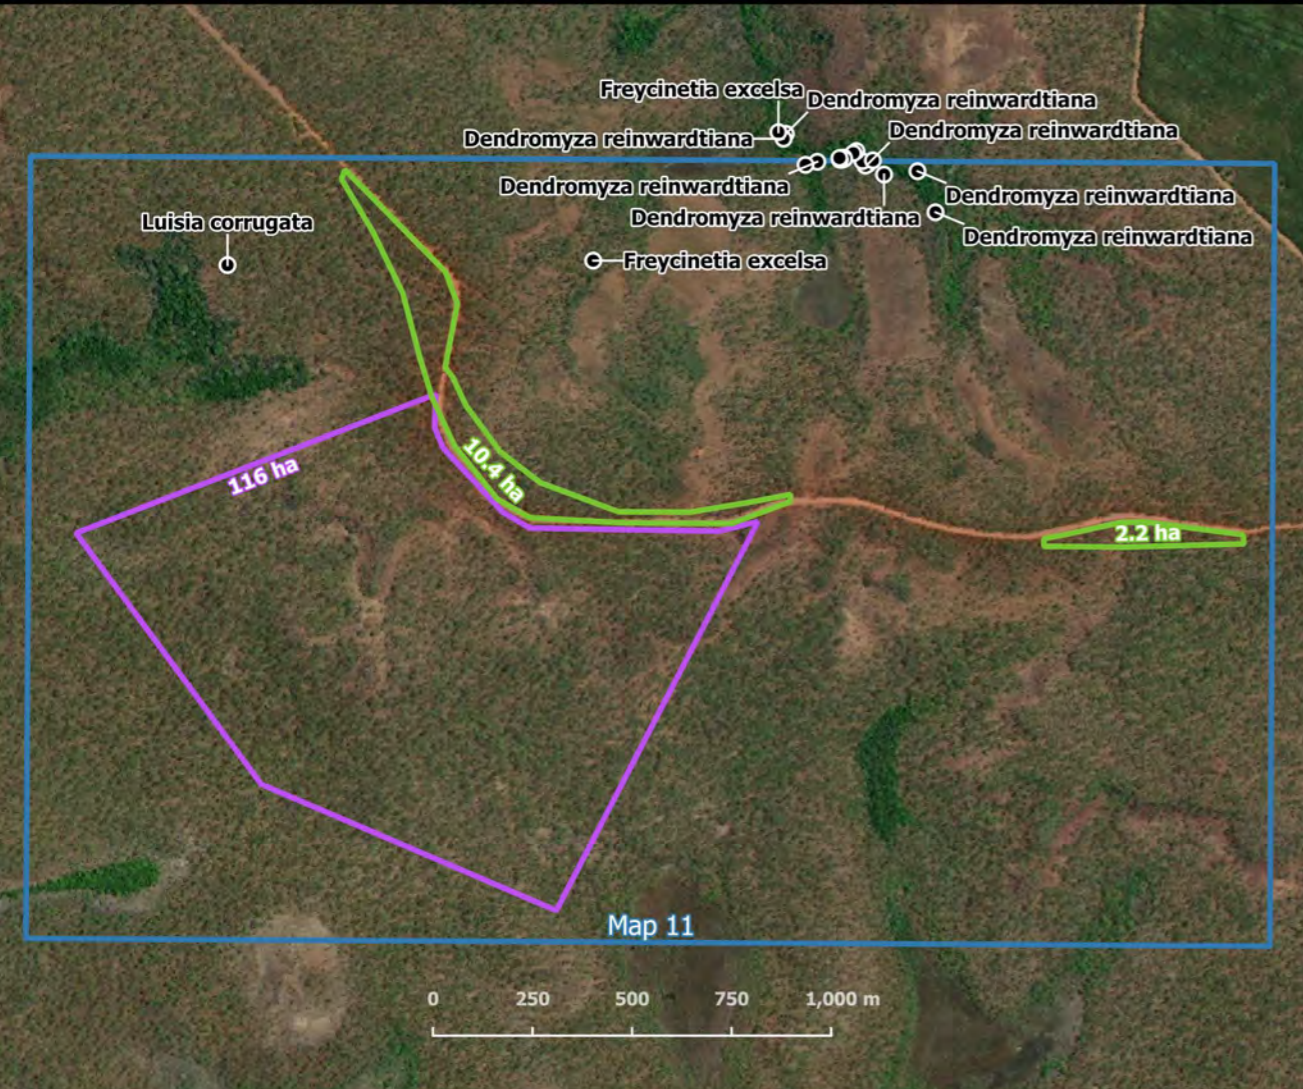 Freycinetia excelsa
Dendromyza reinwardtiana
Dendromyza reinwardtiana
Dendromyza reinwardtiana
Dendromyza reinwardtiana
Dendromyza reinwardtiana
Dendromyza reinwardtiana
Luisia corrugata
Dendromyza reinwardtiana
Freycinetia excelsa
116 ha
10.4 ha
2.2 ha
Map 11
0 250 500 750 1,000 m